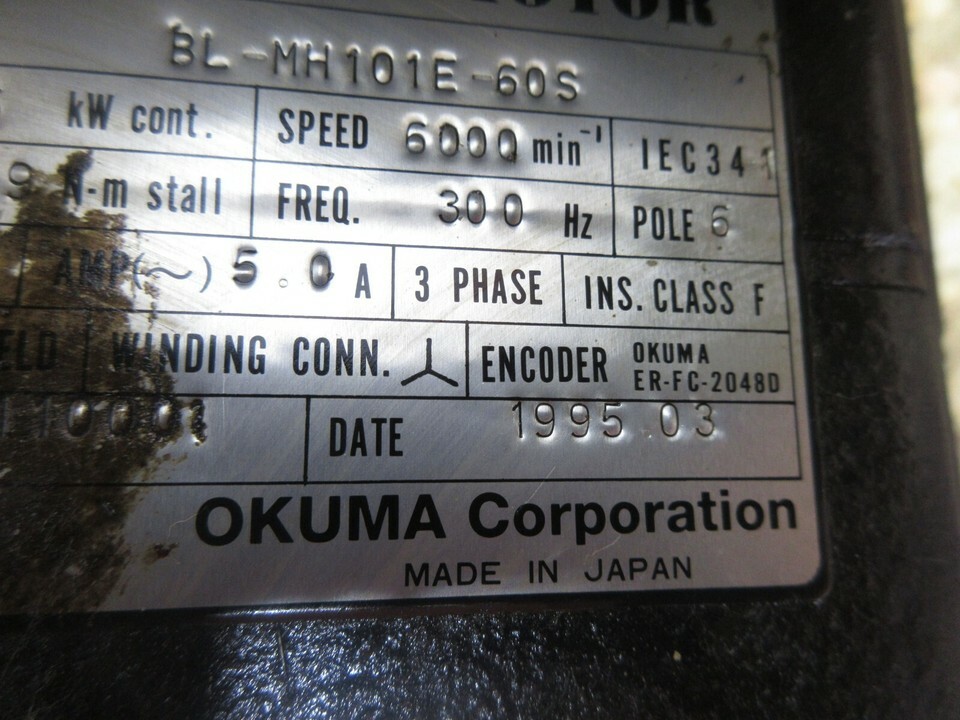 MOTOR
BL-MH101E-60S
kW cont. SPEED 6000 min⁻¹ IEC34
N-m stall FREQ. 300 Hz POLE 6
AMP(~) 5.0 A 3 PHASE INS. CLASS F
WINDING CONN. ENCODER OKUMA
ER-FC-2048D
DATE 1995 03
OKUMA Corporation
MADE IN JAPAN